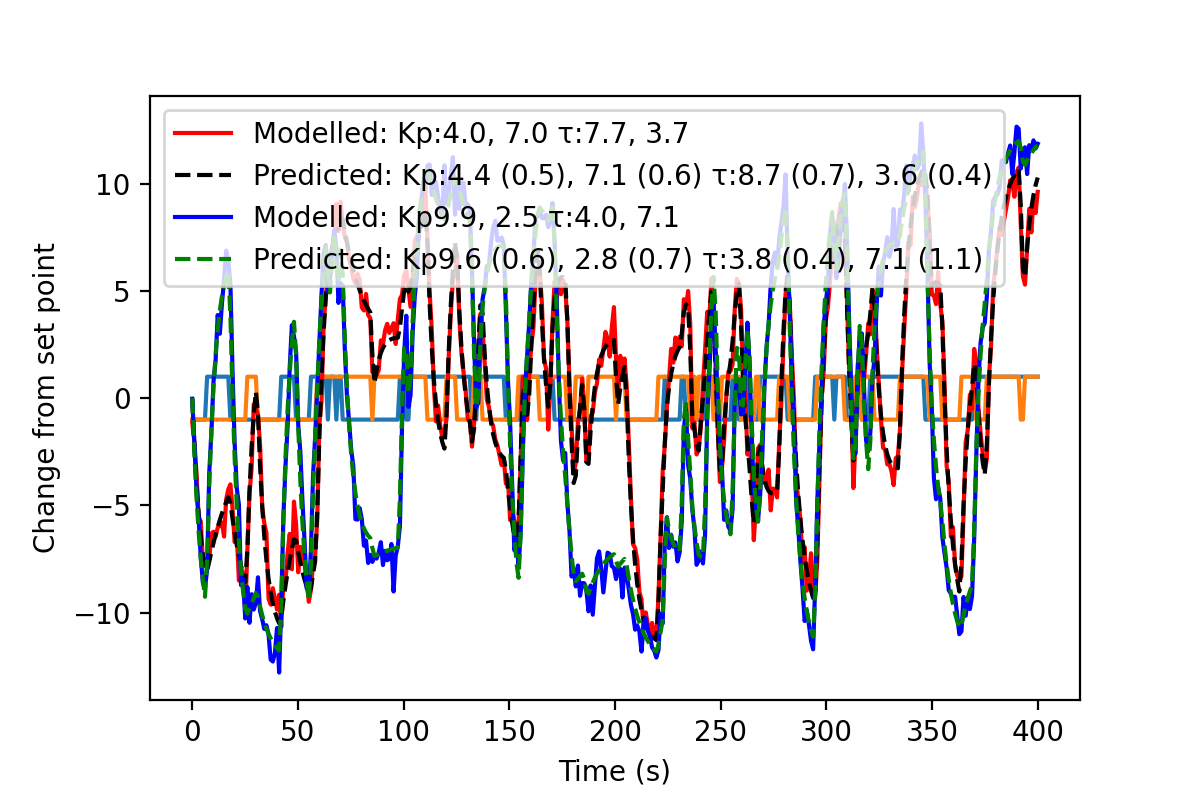 Modelled: Kp:4.0, 7.0 τ:7.7, 3.7
Predicted: Kp:4.4 (0.5), 7.1 (0.6) τ:8.7 (0.7), 3.6 (0.4)
Modelled: Kp9.9, 2.5 τ:4.0, 7.1
Predicted: Kp9.6 (0.6), 2.8 (0.7) τ:3.8 (0.4), 7.1 (1.1)
Change from set point
10
5
0
−5
−10
0 50 100 150 200 250 300 350 400
Time (s)